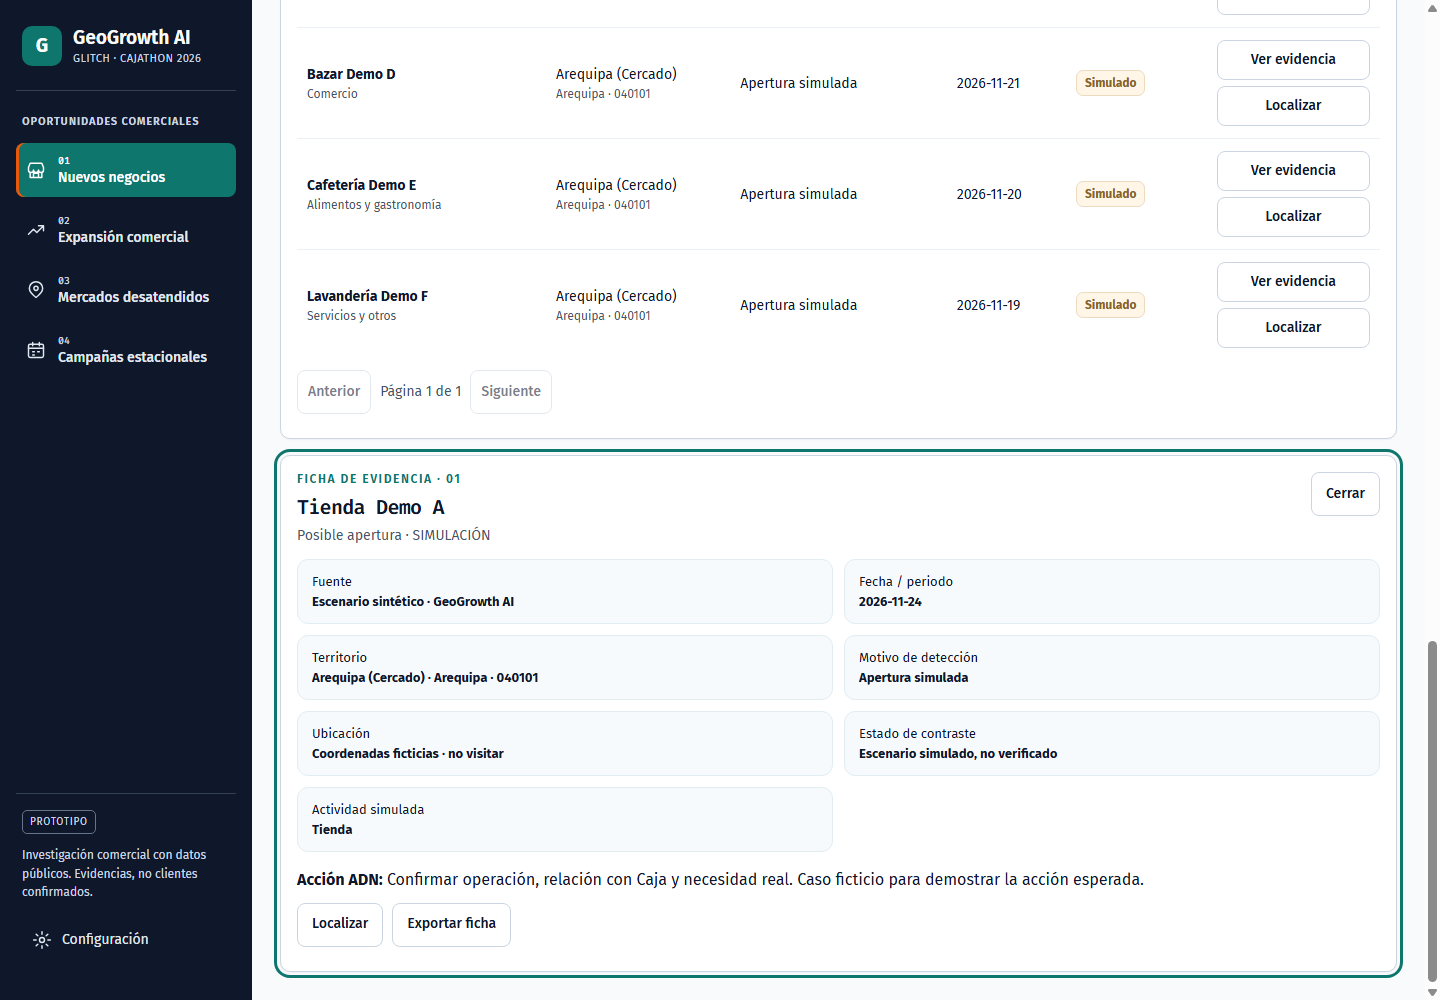 G
GeoGrowth AI
GLITCH · CAJATHON 2026
OPORTUNIDADES COMERCIALES
01
Nuevos negocios
02
Expansión comercial
03
Mercados desatendidos
04
Campañas estacionales
PROTOTIPO
Investigación comercial con datos
públicos. Evidencias, no clientes
confirmados.
Configuración
Bazar Demo D
Comercio
Arequipa (Cercado)
Arequipa · 040101
Apertura simulada
2026-11-21
Simulado
Ver evidencia
Localizar
Cafetería Demo E
Alimentos y gastronomía
Arequipa (Cercado)
Arequipa · 040101
Apertura simulada
2026-11-20
Simulado
Ver evidencia
Localizar
Lavandería Demo F
Servicios y otros
Arequipa (Cercado)
Arequipa · 040101
Apertura simulada
2026-11-19
Simulado
Ver evidencia
Localizar
Anterior Página 1 de 1 Siguiente
FICHA DE EVIDENCIA · 01
Tienda Demo A
Posible apertura · SIMULACIÓN
Cerrar
Fuente
Escenario sintético · GeoGrowth AI
Fecha / periodo
2026-11-24
Territorio
Arequipa (Cercado) · Arequipa · 040101
Motivo de detección
Apertura simulada
Ubicación
Coordenadas ficticias · no visitar
Estado de contraste
Escenario simulado, no verificado
Actividad simulada
Tienda
Acción ADN: Confirmar operación, relación con Caja y necesidad real. Caso ficticio para demostrar la acción esperada.
Localizar Exportar ficha